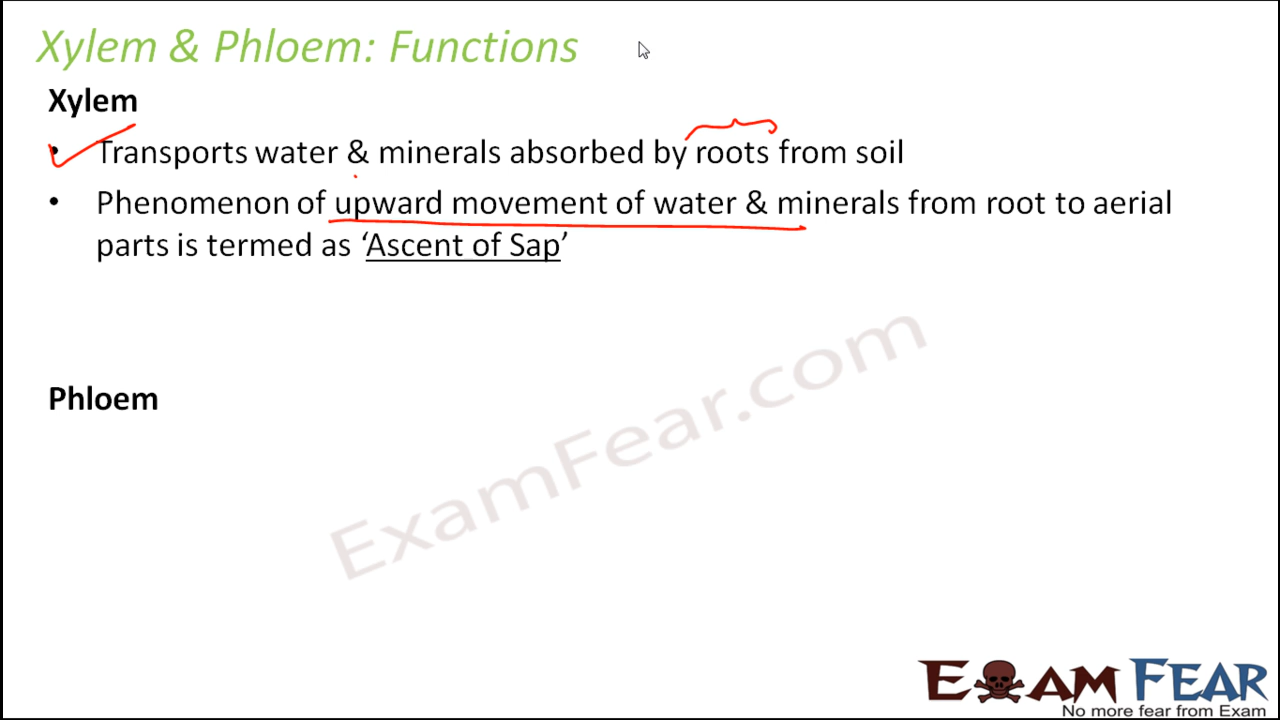 Xylem & Phloem: Functions
Xylem
• Transports water & minerals absorbed by roots from soil
• Phenomenon of upward movement of water & minerals from root to aerial
parts is termed as ‘Ascent of Sap’
Phloem
ExamFear.com
EXAM FEAR
No more fear from Exam